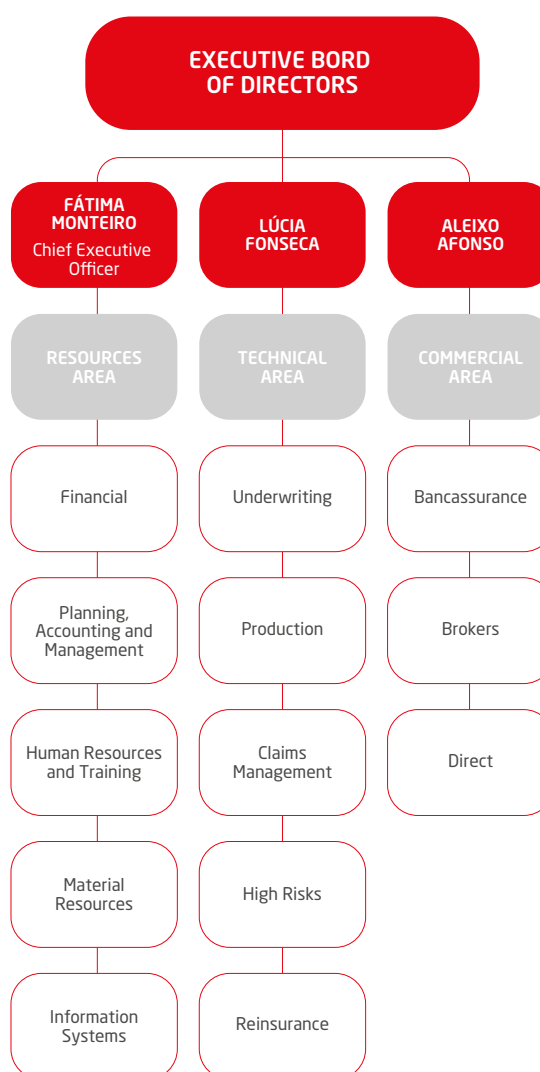 EXECUTIVE BORD
OF DIRECTORS
FÁTIMA
MONTEIRO
Chief Executive
Officer
LÚCIA
FONSECA
ALEIXO
AFONSO
RESOURCES
AREA
TECHNICAL
AREA
COMMERCIAL
AREA
Financial
Underwriting
Bancassurance
Planning,
Accounting and
Management
Production
Brokers
Human Resources
and Training
Claims
Management
Direct
Material
Resources
High Risks
Information
Systems
Reinsurance